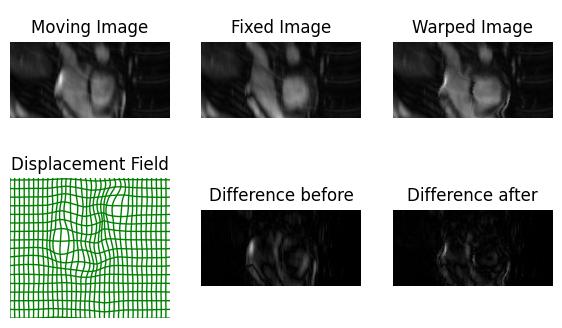 Moving Image
Fixed Image
Warped Image
Displacement Field
Difference before
Difference after